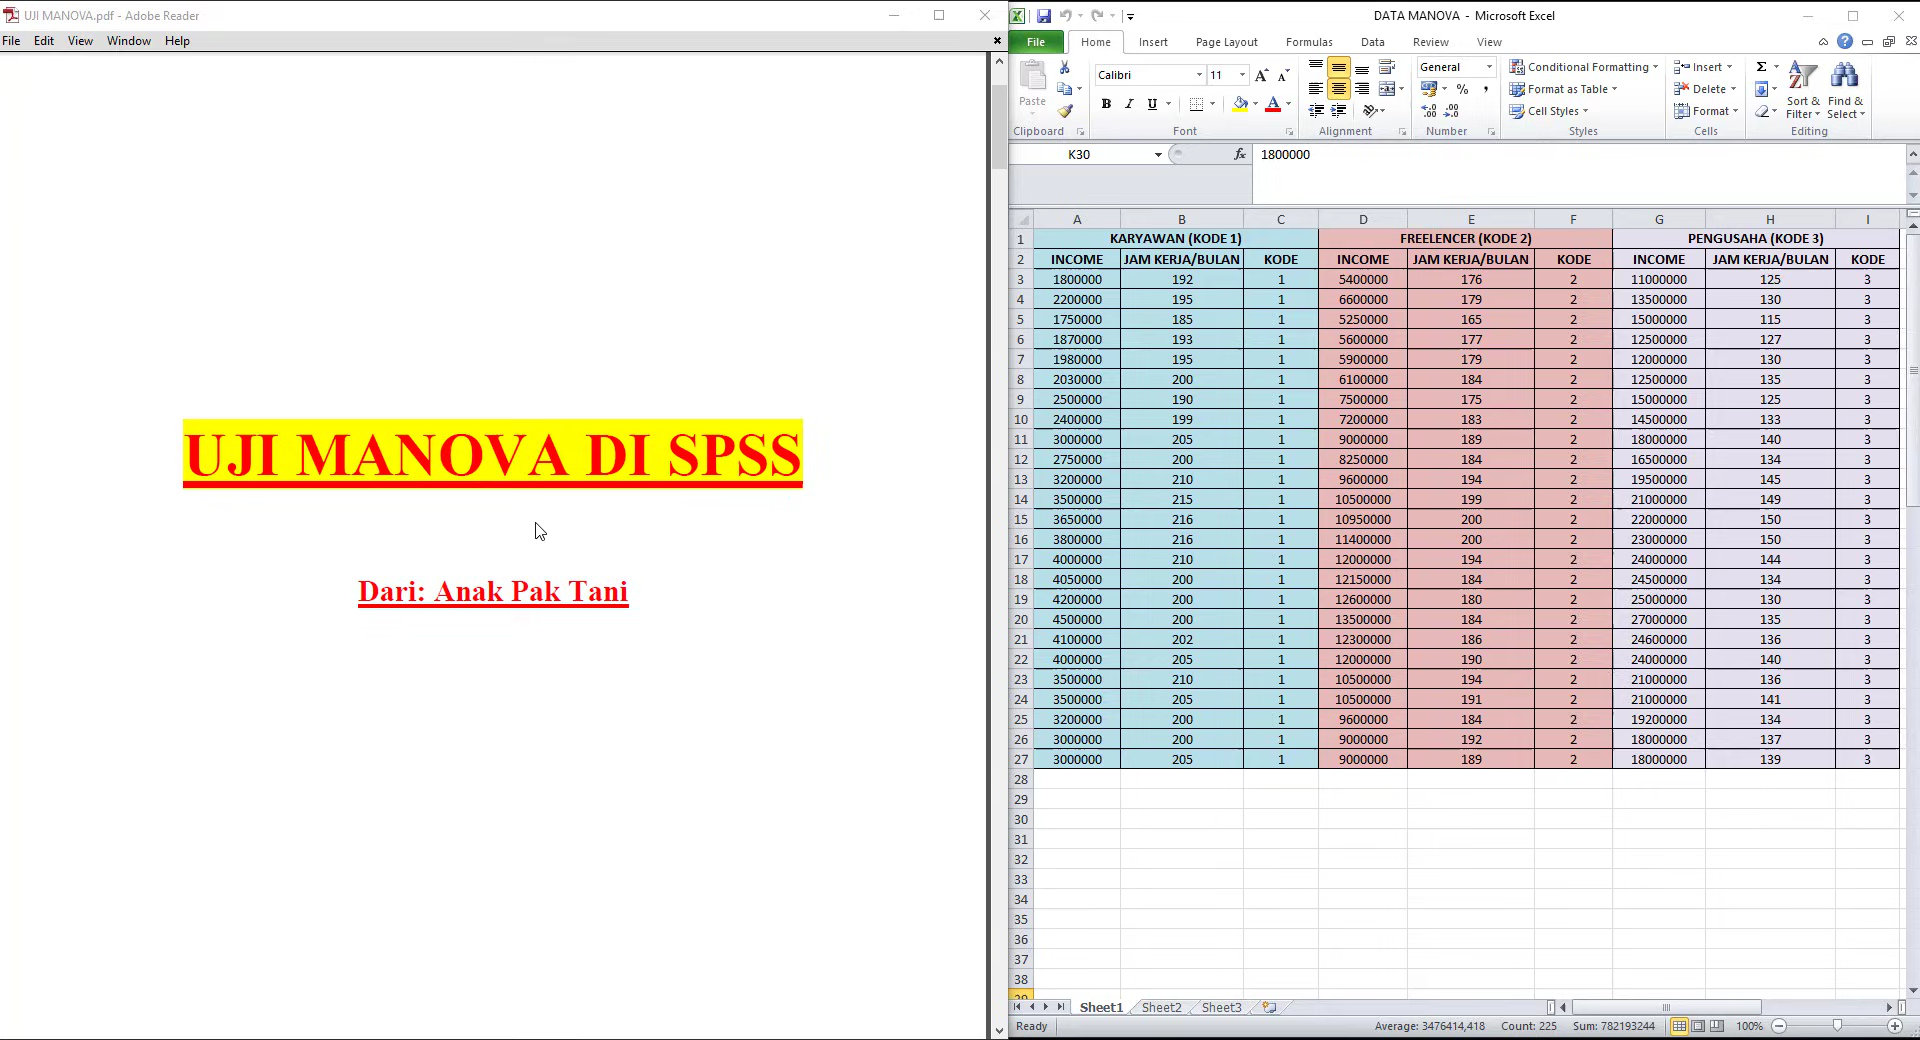 UJI MANOVA.pdf - Adobe Reader
File Edit View Window Help
UJI MANOVA DI SPSS
Dari: Anak Pak Tani
DATA MANOVA - Microsoft Excel
File Home Insert Page Layout Formulas Data Review View
Paste
Clipboard
Calibri 11
B I U
Font
Alignment
General
Number
Conditional Formatting
Format as Table
Cell Styles
Styles
Insert
Delete
Format
Cells
Sort & Filter
Find & Select
Editing
K30 fx 1800000
A B C D E F G H I
1 KARYAWAN (KODE 1) FREELENCER (KODE 2) PENGUSAHA (KODE 3)
2 INCOME JAM KERJA/BULAN KODE INCOME JAM KERJA/BULAN KODE INCOME JAM KERJA/BULAN KODE
3 1800000 192 1 5400000 176 2 11000000 125 3
4 2200000 195 1 6600000 179 2 13500000 130 3
5 1750000 185 1 5250000 165 2 15000000 115 3
6 1870000 193 1 5600000 177 2 12500000 127 3
7 1980000 195 1 5900000 179 2 12000000 130 3
8 2030000 200 1 6100000 184 2 12500000 135 3
9 2500000 190 1 7500000 175 2 15000000 125 3
10 2400000 199 1 7200000 183 2 14500000 133 3
11 3000000 205 1 9000000 189 2 18000000 140 3
12 2750000 200 1 8250000 184 2 16500000 134 3
13 3200000 210 1 9600000 194 2 19500000 145 3
14 3500000 215 1 10500000 199 2 21000000 149 3
15 3650000 216 1 10950000 200 2 22000000 150 3
16 3800000 216 1 11400000 200 2 23000000 150 3
17 4000000 210 1 12000000 194 2 24000000 144 3
18 4050000 200 1 12150000 184 2 24500000 134 3
19 4200000 200 1 12600000 180 2 25000000 130 3
20 4500000 200 1 13500000 184 2 27000000 135 3
21 4100000 202 1 12300000 186 2 24600000 136 3
22 4000000 205 1 12000000 190 2 24000000 140 3
23 3500000 210 1 10500000 194 2 21000000 136 3
24 3500000 205 1 10500000 191 2 21000000 141 3
25 3200000 200 1 9600000 184 2 19200000 134 3
26 3000000 200 1 9000000 192 2 18000000 137 3
27 3000000 205 1 9000000 189 2 18000000 139 3
28
29
30
31
32
33
34
35
36
37
38
Sheet1 Sheet2 Sheet3
Ready Average: 3476414,418 Count: 225 Sum: 782193244 100%